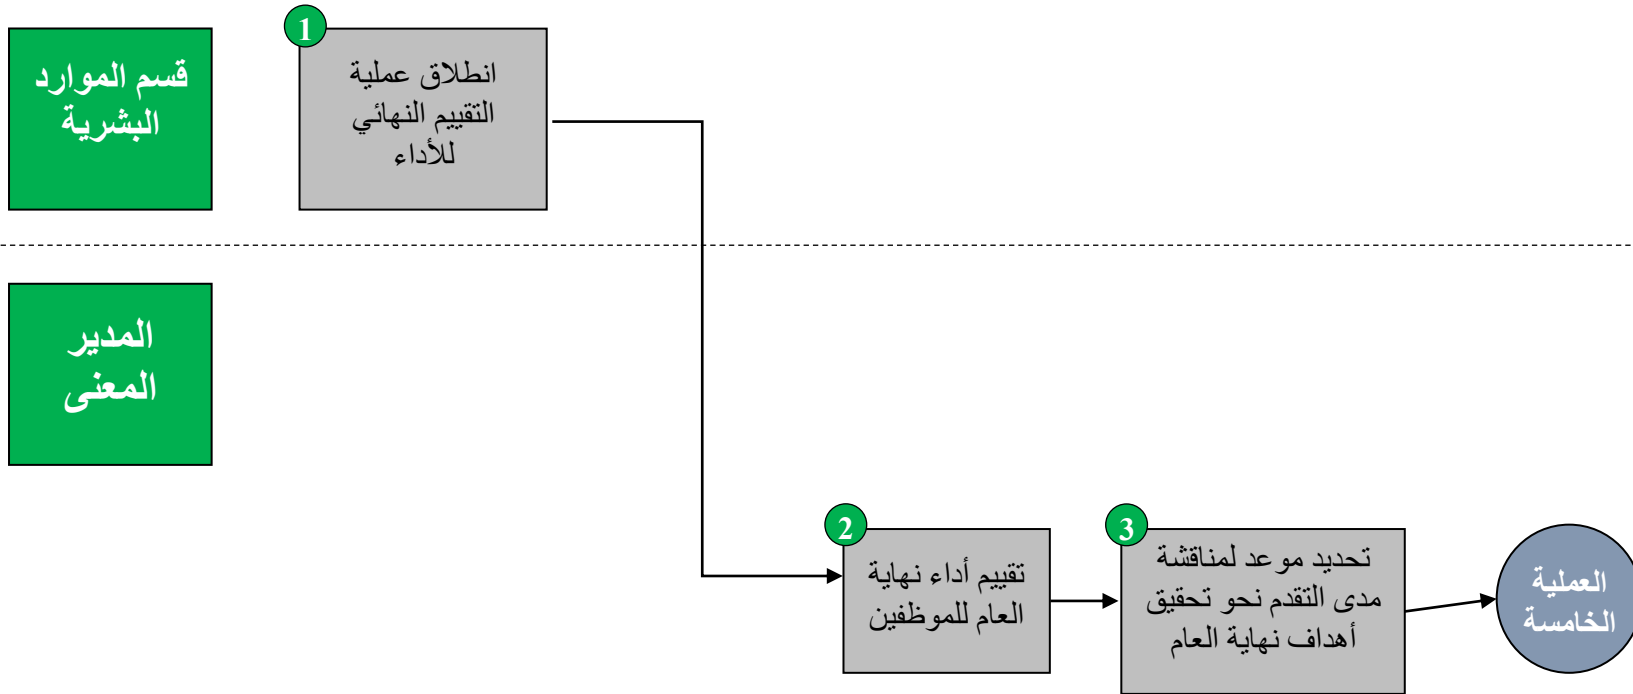 قسم الموارد
البشرية
1
انطلاق عملية
التقييم النهائي
للأداء
المدير
المعنى
2
تقييم أداء نهاية
العام للموظفين
3
تحديد موعد لمناقشة
مدى التقدم نحو تحقيق
أهداف نهاية العام
العملية
الخامسة